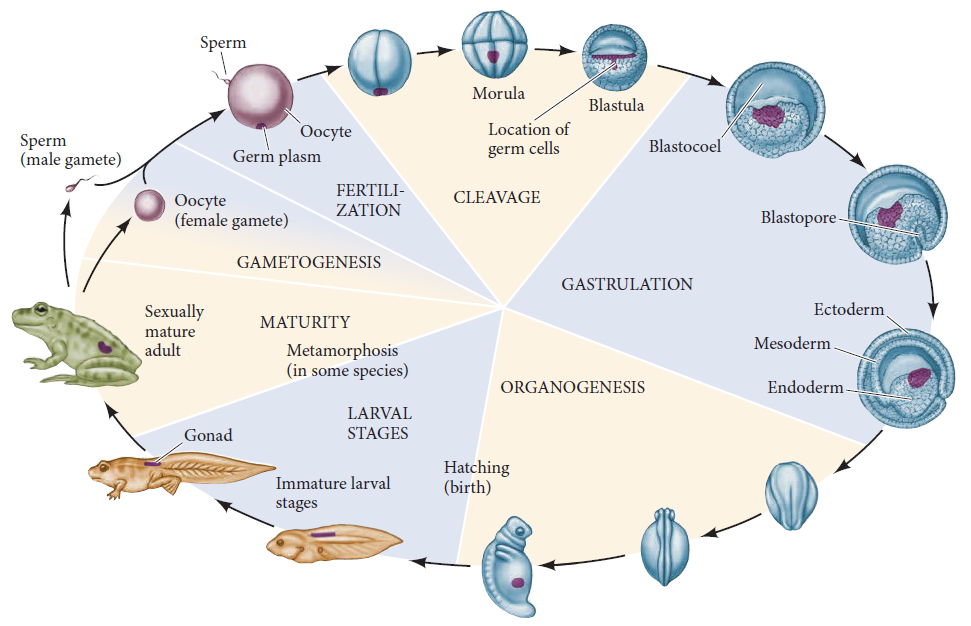 Sperm
Oocyte
Germ plasm
Sperm
(male gamete)
Oocyte
(female gamete)
FERTILI-
ZATION
Morula
Blastula
Location of
germ cells
CLEAVAGE
Blastocoel
Blastopore
GASTRULATION
Ectoderm
Mesoderm
Endoderm
ORGANOGENESIS
Hatching
(birth)
LARVAL
STAGES
Immature larval
stages
Gonad
Metamorphosis
(in some species)
MATURITY
Sexually
mature
adult
GAMETOGENESIS